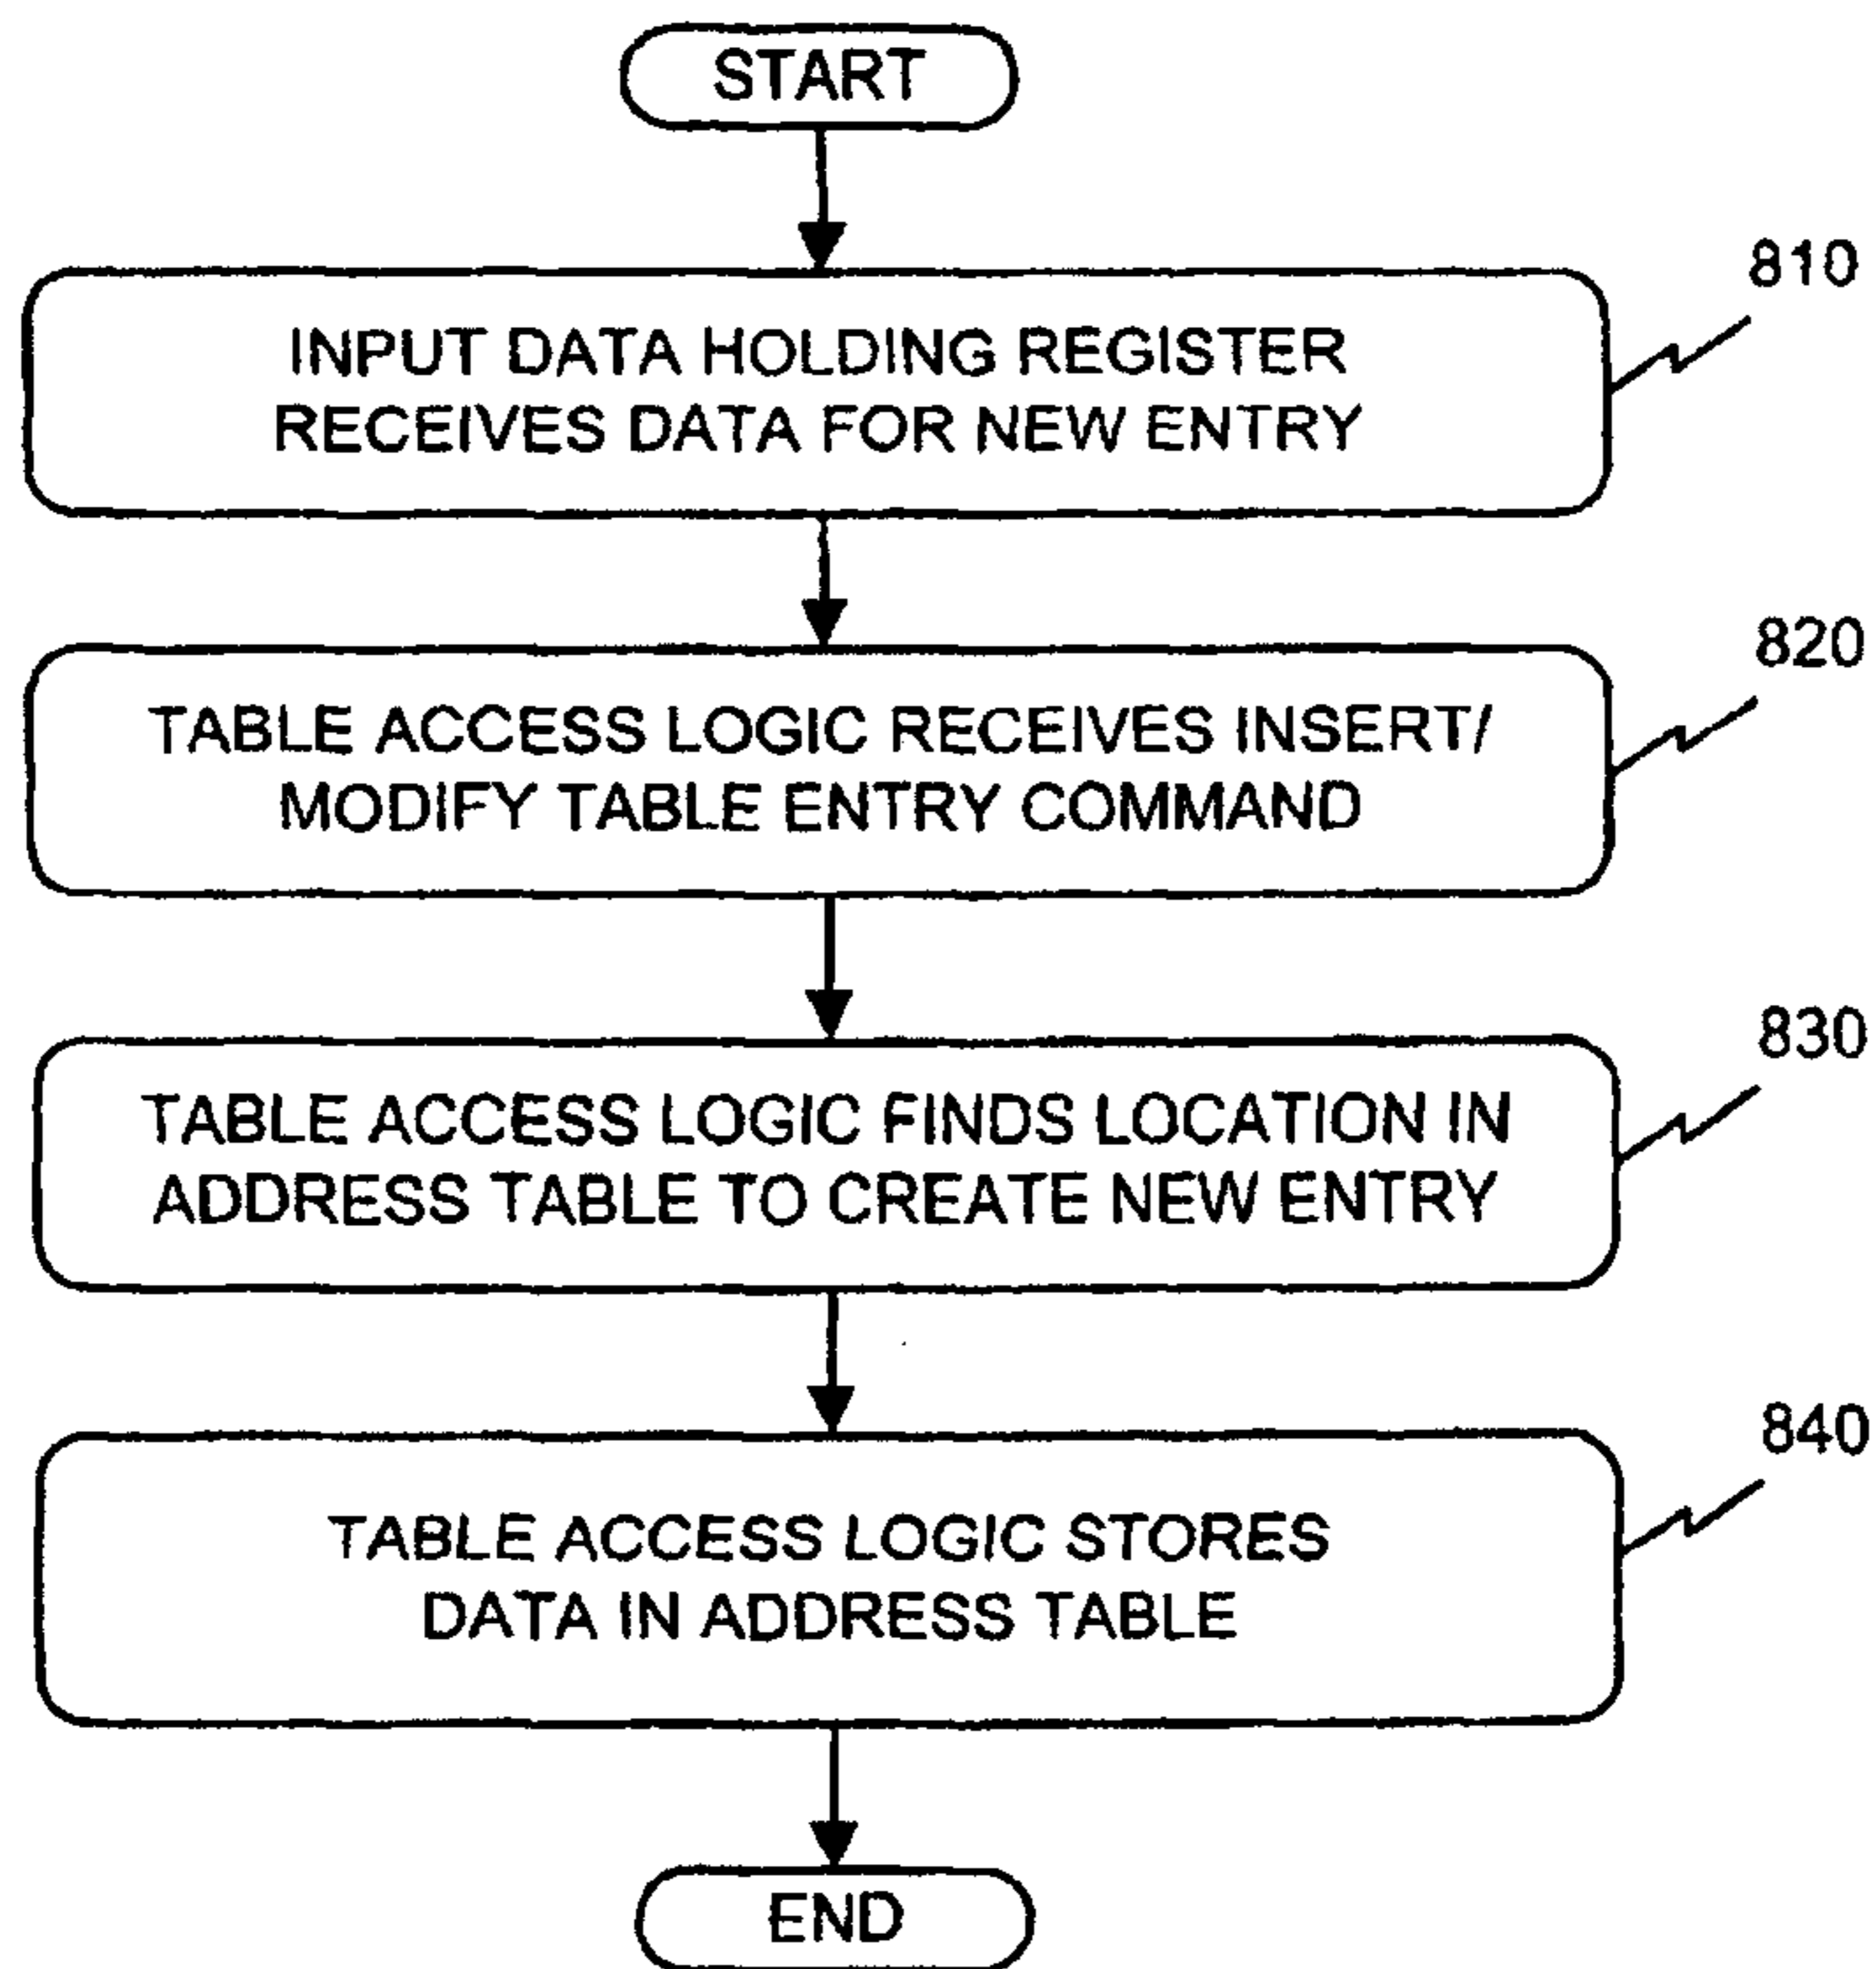 START
810
INPUT DATA HOLDING REGISTER
RECEIVES DATA FOR NEW ENTRY
820
TABLE ACCESS LOGIC RECEIVES INSERT/
MODIFY TABLE ENTRY COMMAND
830
TABLE ACCESS LOGIC FINDS LOCATION IN
ADDRESS TABLE TO CREATE NEW ENTRY
840
TABLE ACCESS LOGIC STORES
DATA IN ADDRESS TABLE
END